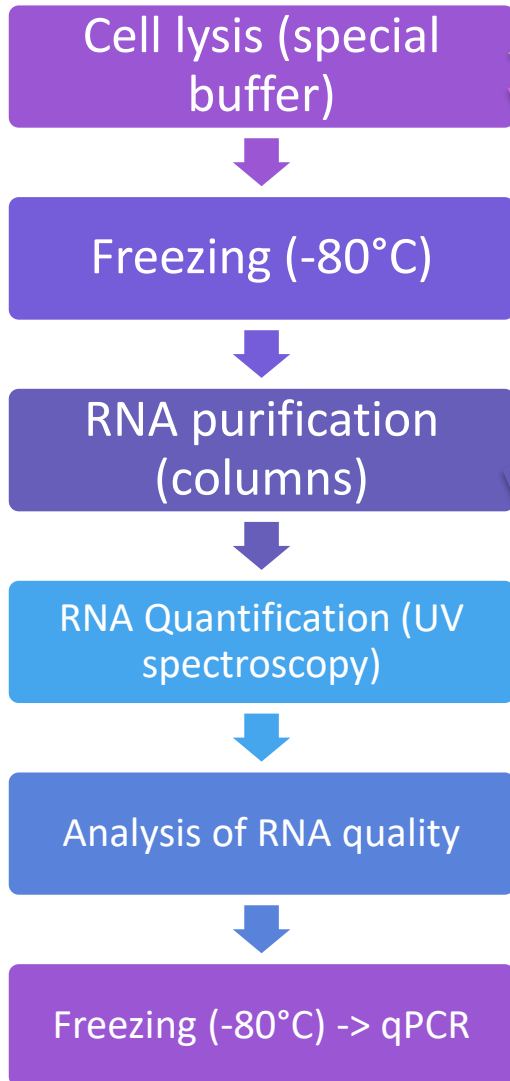 Cell lysis (special
buffer)
Freezing (-80°C)
RNA purification
(columns)
RNA Quantification (UV
spectroscopy)
Analysis of RNA quality
Freezing (-80°C) -> qPCR